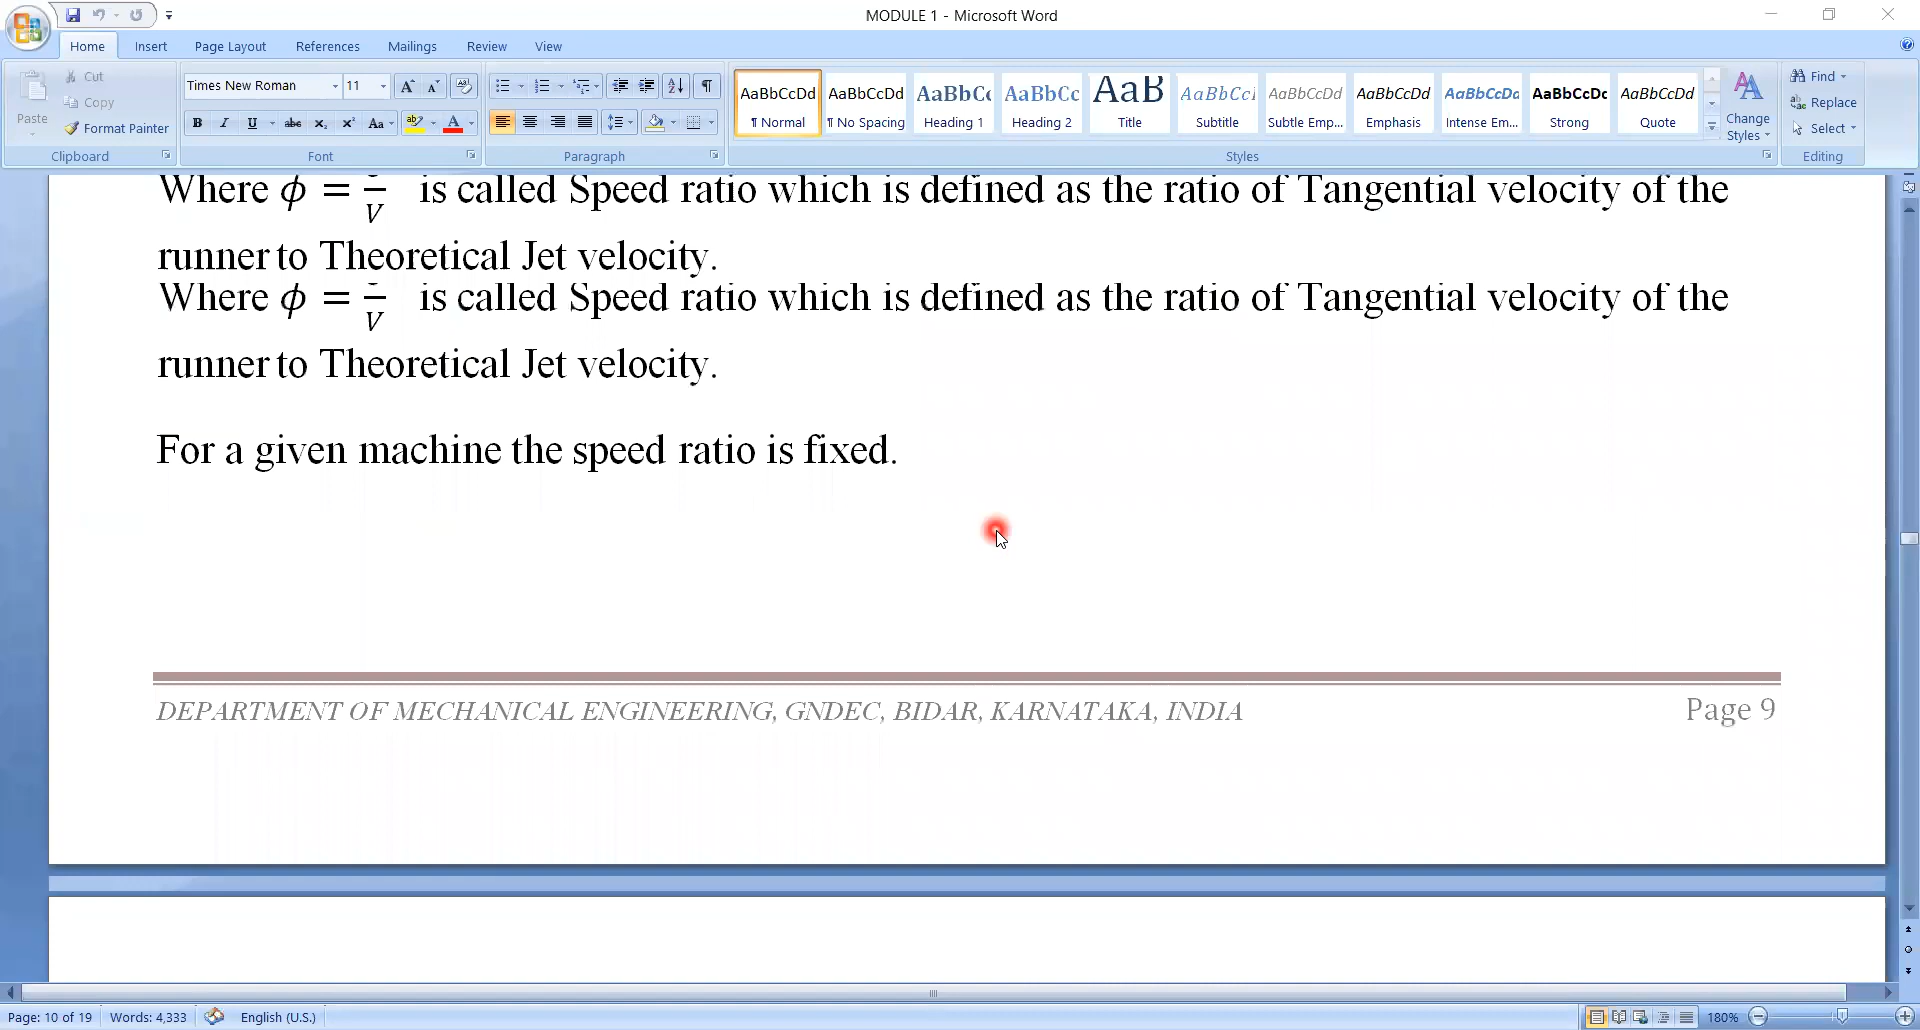 MODULE 1 - Microsoft Word
Home Insert Page Layout References Mailings Review View
Paste
Cut
Copy
Format Painter
Clipboard
Times New Roman 11
Font
Paragraph
AaBbCcDd AaBbCcDd AaBbCc AaBbCc AaB AaBbCcl AaBbCcDd AaBbCcDd AaBbCcDd AaBbCcDc AaBbCcDd
¶ Normal ¶ No Spacing Heading 1 Heading 2 Title Subtitle Subtle Emp... Emphasis Intense Em... Strong Quote
Change Styles
Styles
Find
Replace
Select
Editing
Where ϕ = V is called Speed ratio which is defined as the ratio of Tangential velocity of the
runner to Theoretical Jet velocity.
Where ϕ = V is called Speed ratio which is defined as the ratio of Tangential velocity of the
runner to Theoretical Jet velocity.
For a given machine the speed ratio is fixed.
DEPARTMENT OF MECHANICAL ENGINEERING, GNDEC, BIDAR, KARNATAKA, INDIA Page 9
Page: 10 of 19 Words: 4,333 English (U.S.) 180%